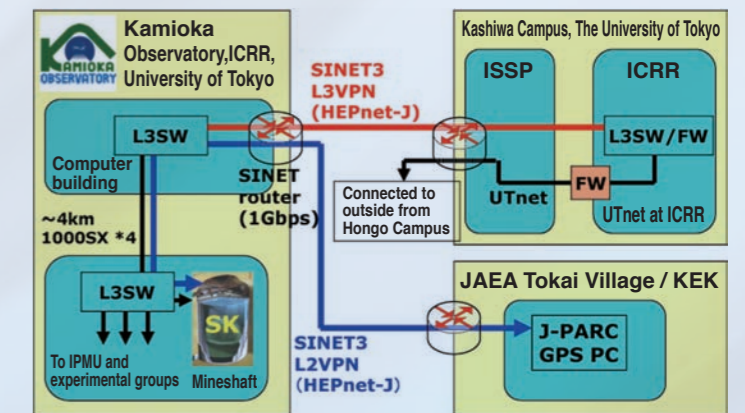 KAMIOKA
OBSERVATORY
Kamioka
Observatory,ICRR,
University of Tokyo
L3SW
Computer
building
~4km
1000SX *4
L3SW
SK
To IPMU and
experimental groups
Mineshaft
SINET
router
(1Gbps)
SINET3
L3VPN
(HEPnet-J)
Kashiwa Campus, The University of Tokyo
ISSP
ICRR
L3SW/FW
FW
UTnet
UTnet at ICRR
Connected to
outside from
Hongo Campus
SINET3
L2VPN
(HEPnet-J)
JAEA Tokai Village / KEK
J-PARC
GPS PC